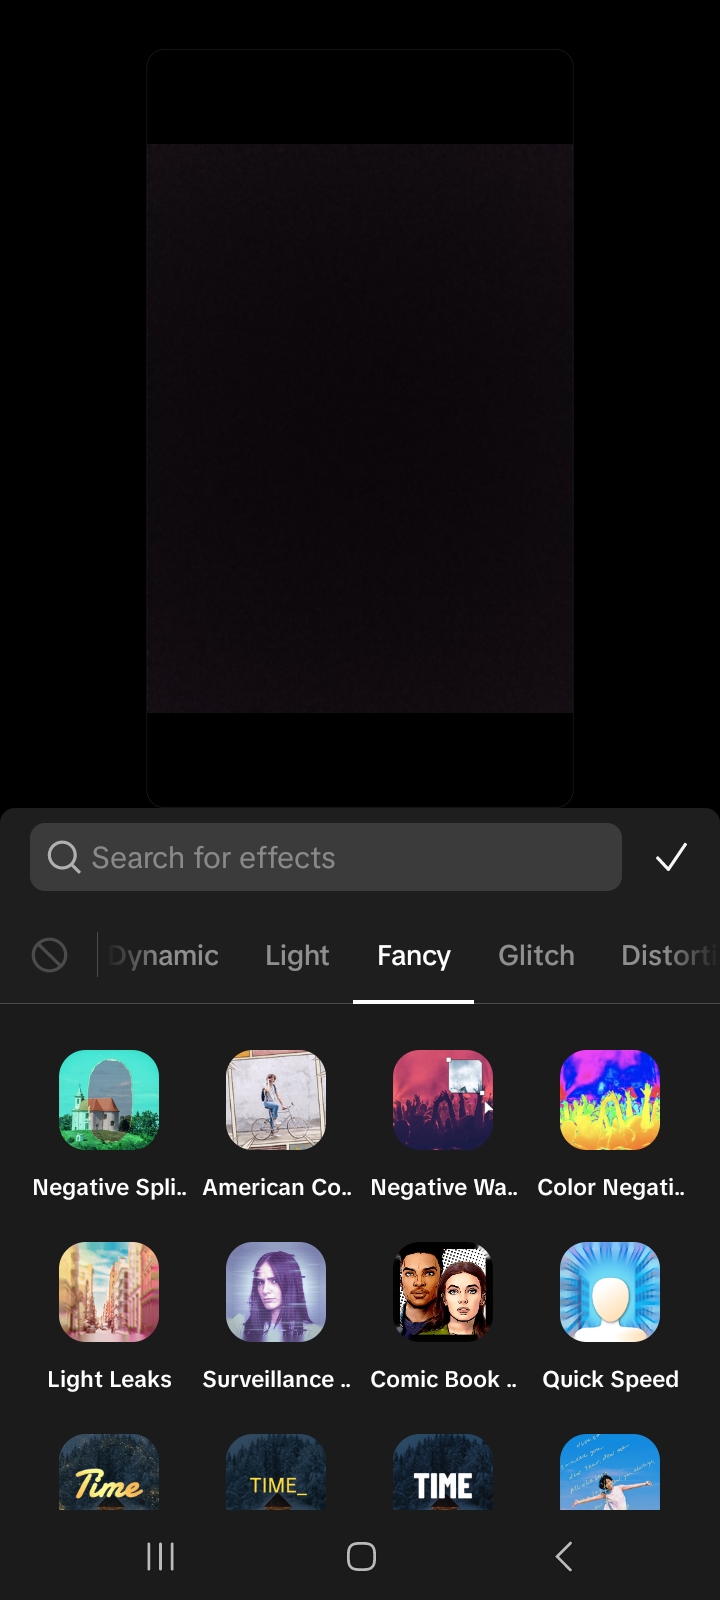 Search for effects
Dynamic Light Fancy Glitch Distorti
Negative Spli.. American Co.. Negative Wa.. Color Negati..
Light Leaks Surveillance .. Comic Book .. Quick Speed
Time TIME_ TIME